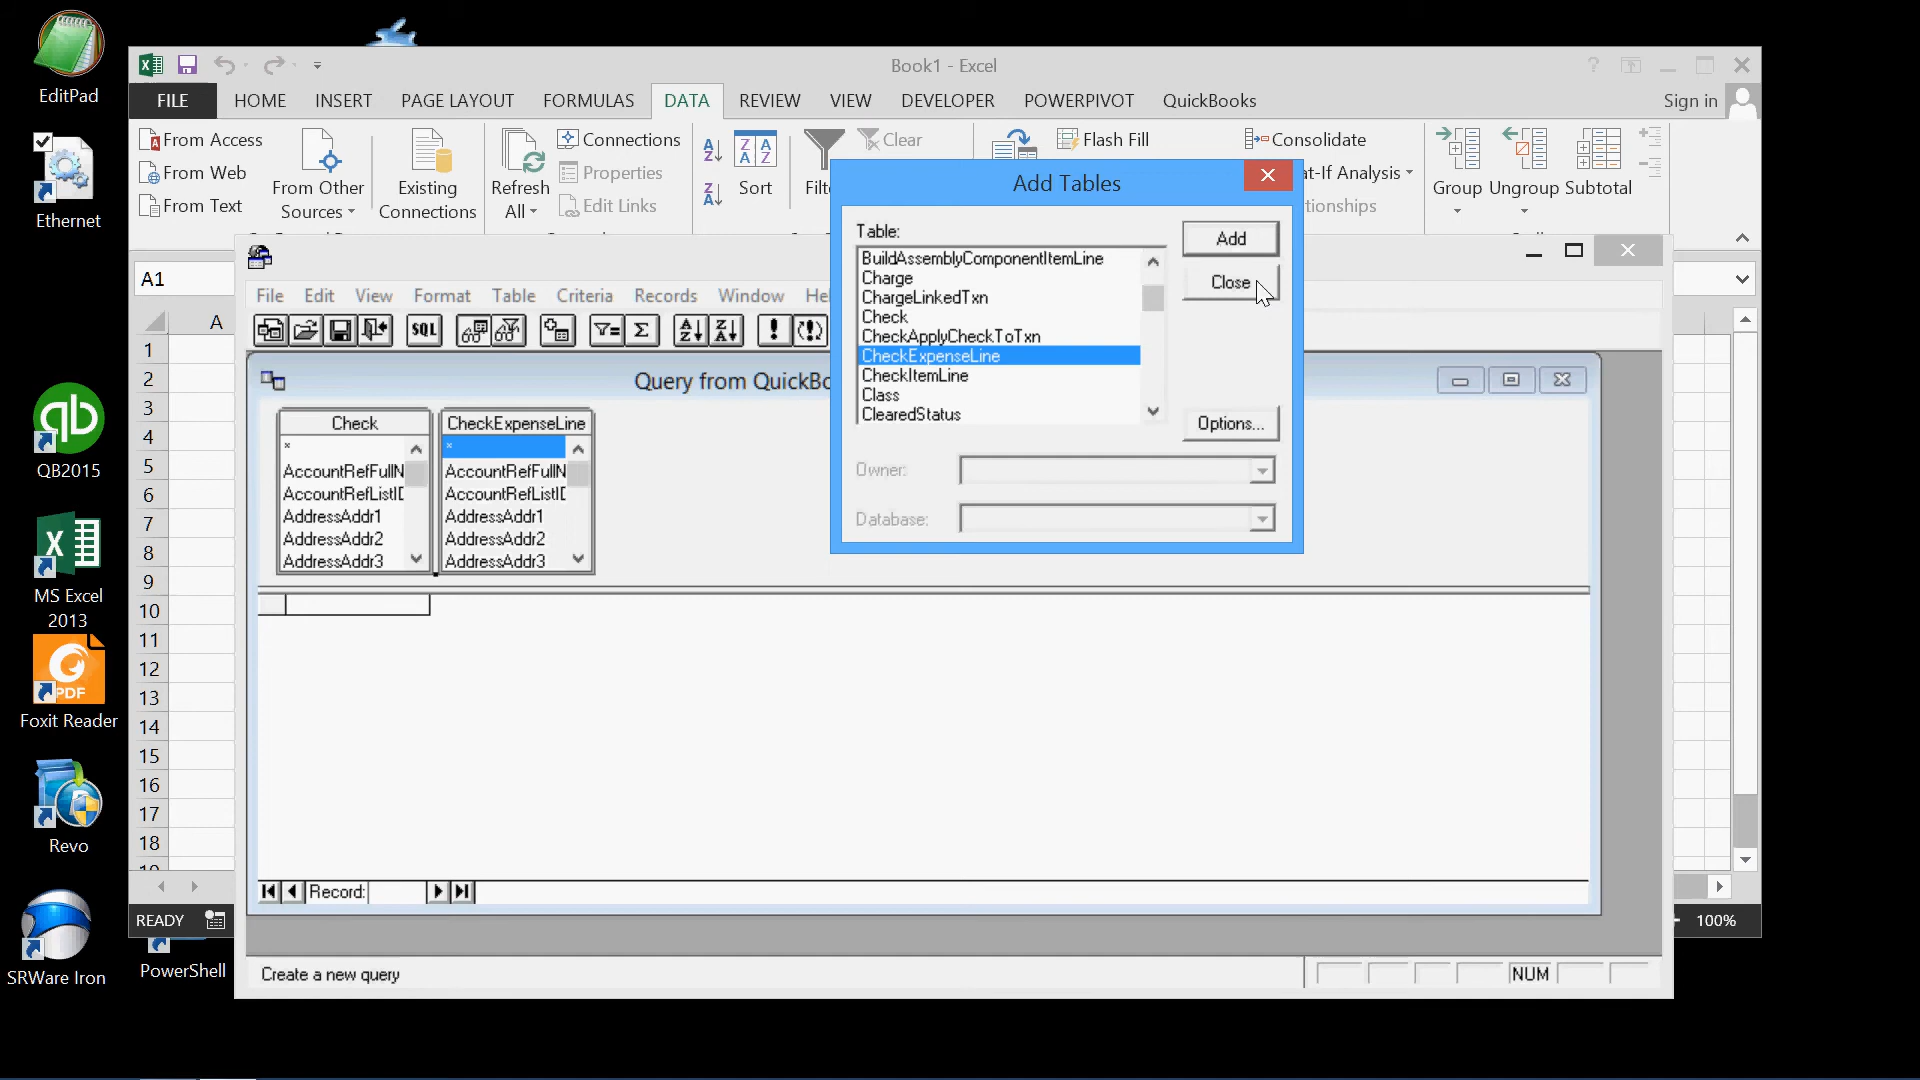 EditPad
Ethernet
QB2015
MS Excel
2013
PDF
Foxit Reader
Revo
SRWare Iron
PowerShell
Book1 - Excel
FILE HOME INSERT PAGE LAYOUT FORMULAS DATA REVIEW VIEW DEVELOPER POWERPIVOT QuickBooks Sign in
From Access
From Web
From Text
From Other
Sources
Existing
Connections
Refresh
All
Connections
Properties
Edit Links
Sort
Clear
Flash Fill
Consolidate
Group Ungroup Subtotal
A1
A
1
2
3
4
5
6
7
8
9
10
11
12
13
14
15
16
17
18
READY
100%
File Edit View Format Table Criteria Records Window
SQL
Query from QuickBo
Check
*
AccountRefFullN
AddressAddr1
AddressAddr2
AddressAddr3
CheckExpenseLine
*
AccountRefFullN
AddressAddr1
AddressAddr2
AddressAddr3
Record:
Create a new query
NUM
Add Tables
Table:
BuildAssemblyComponentItemLine
Charge
ChargeLinkedTxn
Check
CheckApplyCheckToTxn
CheckExpenseLine
CheckItemLine
Class
ClearedStatus
Add
Close
Options...
Owner:
Database: